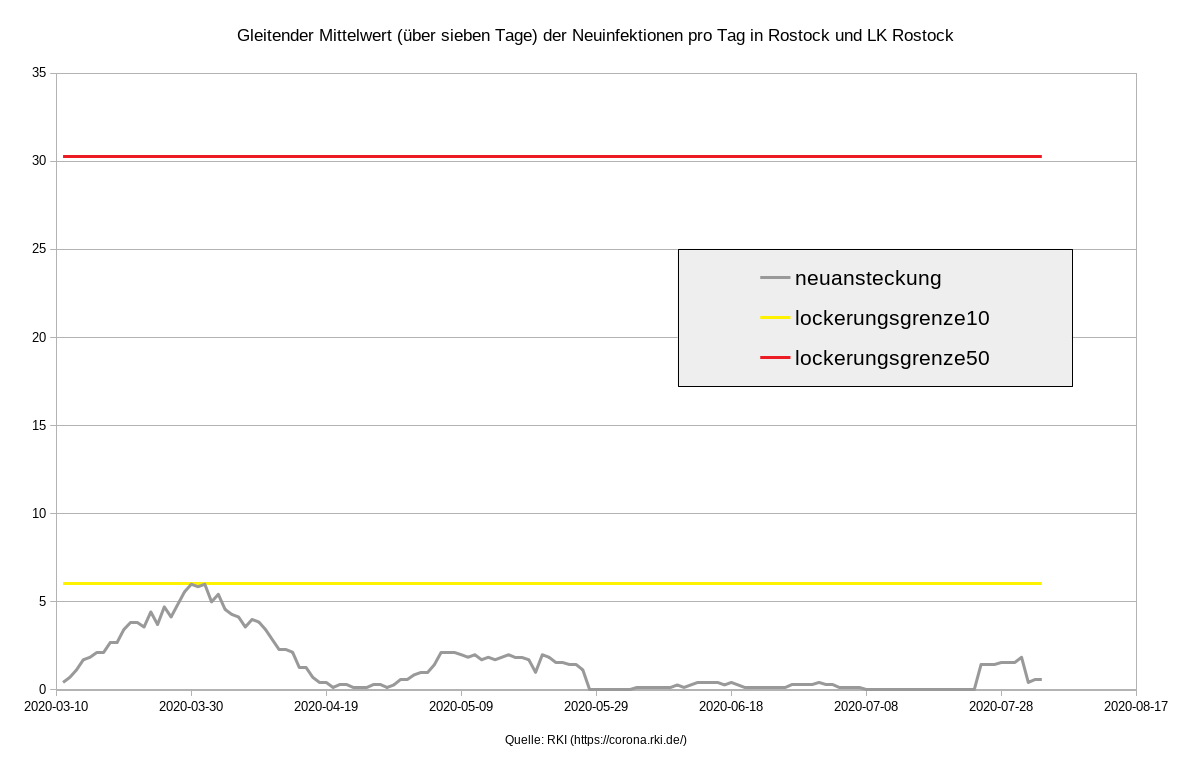 Gleitender Mittelwert (über sieben Tage) der Neuinfektionen pro Tag in Rostock und LK Rostock
35
30
25
20
15
10
5
0
neuansteckung
lockerungsgrenze10
lockerungsgrenze50
2020-03-10 2020-03-30 2020-04-19 2020-05-09 2020-05-29 2020-06-18 2020-07-08 2020-07-28 2020-08-17
Quelle: RKI (https://corona.rki.de/)